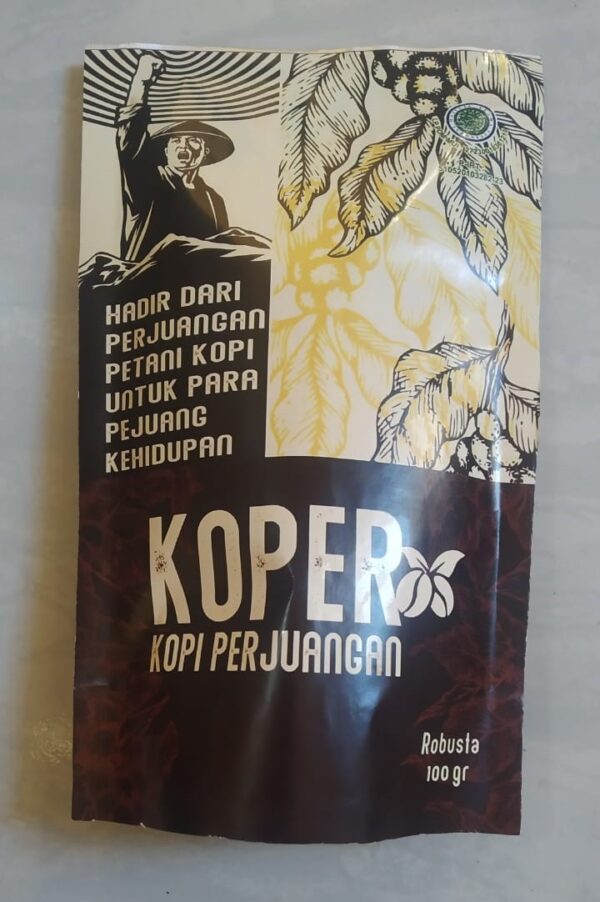 HADIR DARI
PERJUANGAN
PETANI KOPI
UNTUK PARA
PEJUANG
KEHIDUPAN
KOPER
KOPI PERJUANGAN
Robusta
100 gr